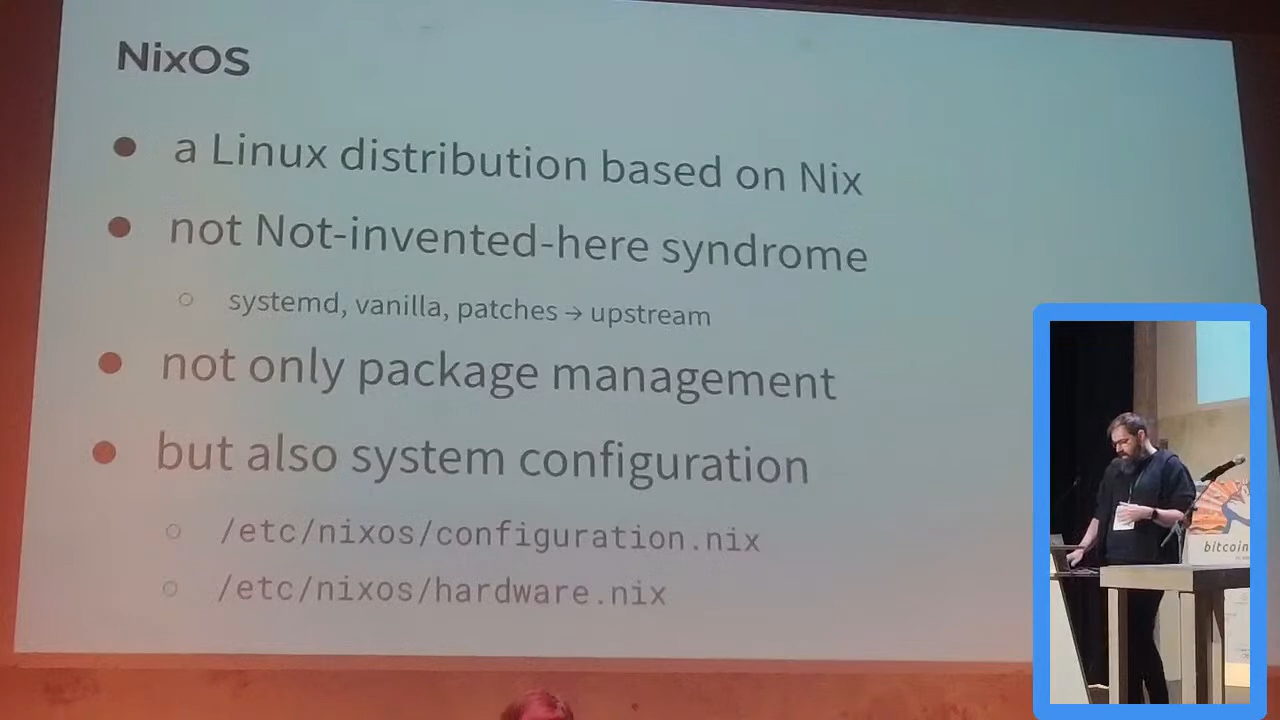 NixOS
● a Linux distribution based on Nix
● not Not-invented-here syndrome
○ systemd, vanilla, patches → upstream
● not only package management
● but also system configuration
○ /etc/nixos/configuration.nix
○ /etc/nixos/hardware.nix
bitcoin